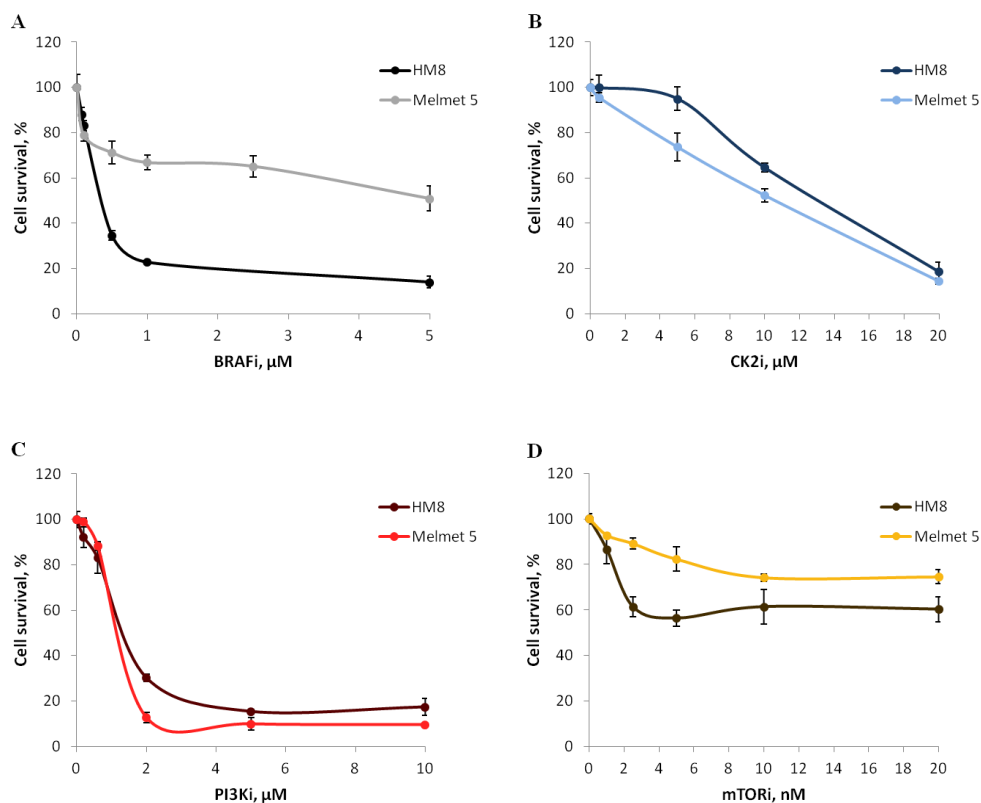 A
120
100
80
60
40
20
0
Cell survival, %
HM8
Melmet 5
0 1 2 3 4 5
BRAFi, µM
B
120
100
80
60
40
20
0
Cell survival, %
HM8
Melmet 5
0 2 4 6 8 10 12 14 16 18 20
CK2i, µM
C
120
100
80
60
40
20
0
Cell survival, %
HM8
Melmet 5
0 2 4 6 8 10
PI3Ki, µM
D
120
100
80
60
40
20
0
Cell survival, %
HM8
Melmet 5
0 2 4 6 8 10 12 14 16 18 20
mTORi, nM